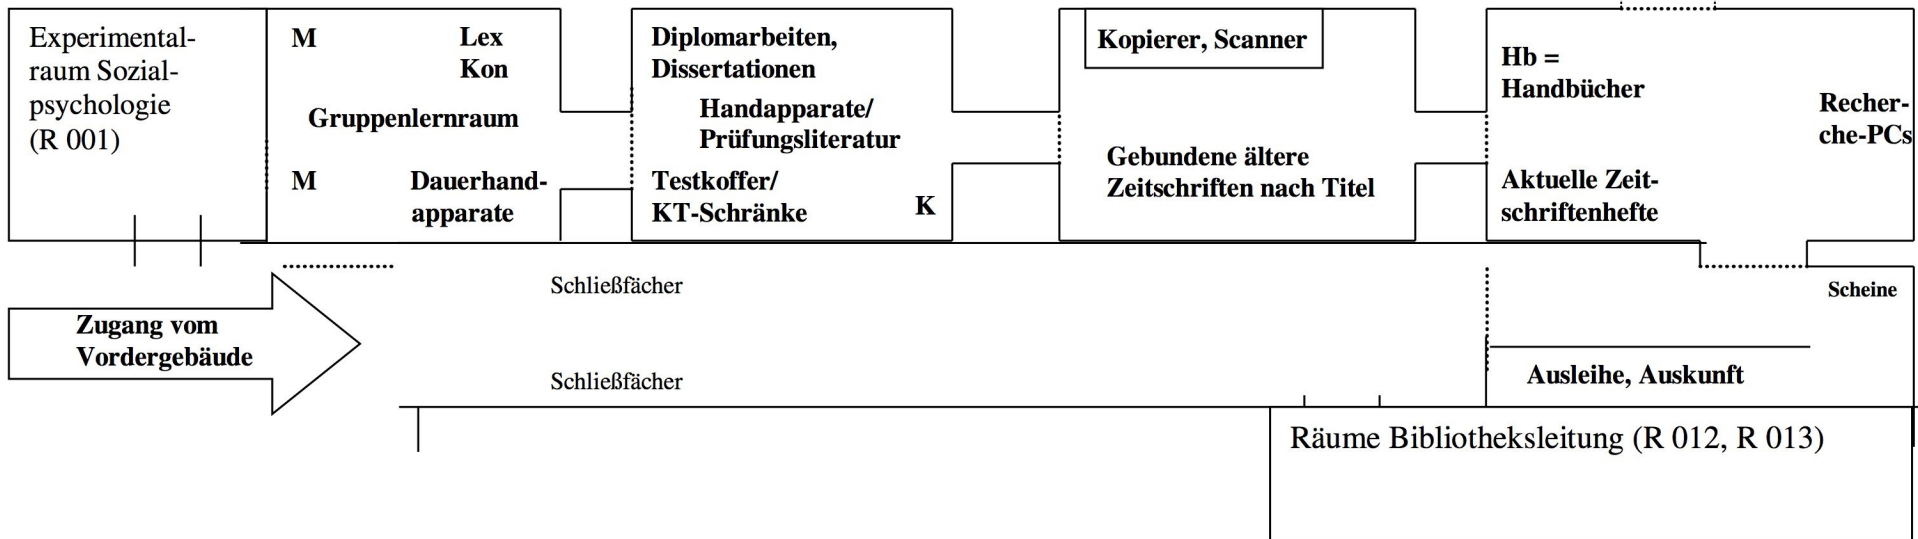 Experimental-
raum Sozial-
psychologie
(R 001)
M
Lex
Kon
Gruppenlernraum
M
Dauerhand-
apparate
Diplomarbeiten,
Dissertationen
Handapparate/
Prüfungsliteratur
Testkoffer/
KT-Schränke
K
Kopierer, Scanner
Gebundene ältere
Zeitschriften nach Titel
Hb =
Handbücher
Recher-
che-PCs
Aktuelle Zeit-
schriftenhefte
Zugang vom
Vordergebäude
Schließfächer
Schließfächer
Scheine
Ausleihe, Auskunft
Räume Bibliotheksleitung (R 012, R 013)